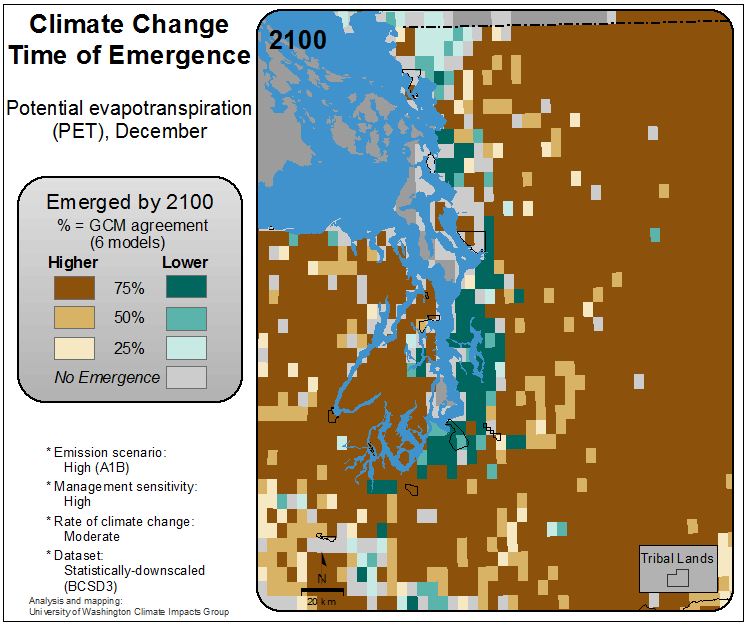 Climate Change
Time of Emergence
Potential evapotranspiration
(PET), December
Emerged by 2100
% = GCM agreement
(6 models)
Higher Lower
75%
50%
25%
No Emergence
* Emission scenario:
High (A1B)
* Management sensitivity:
High
* Rate of climate change:
Moderate
* Dataset:
Statistically-downscaled
(BCSD3)
Analysis and mapping:
University of Washington Climate Impacts Group
2100
N
20 km
Tribal Lands